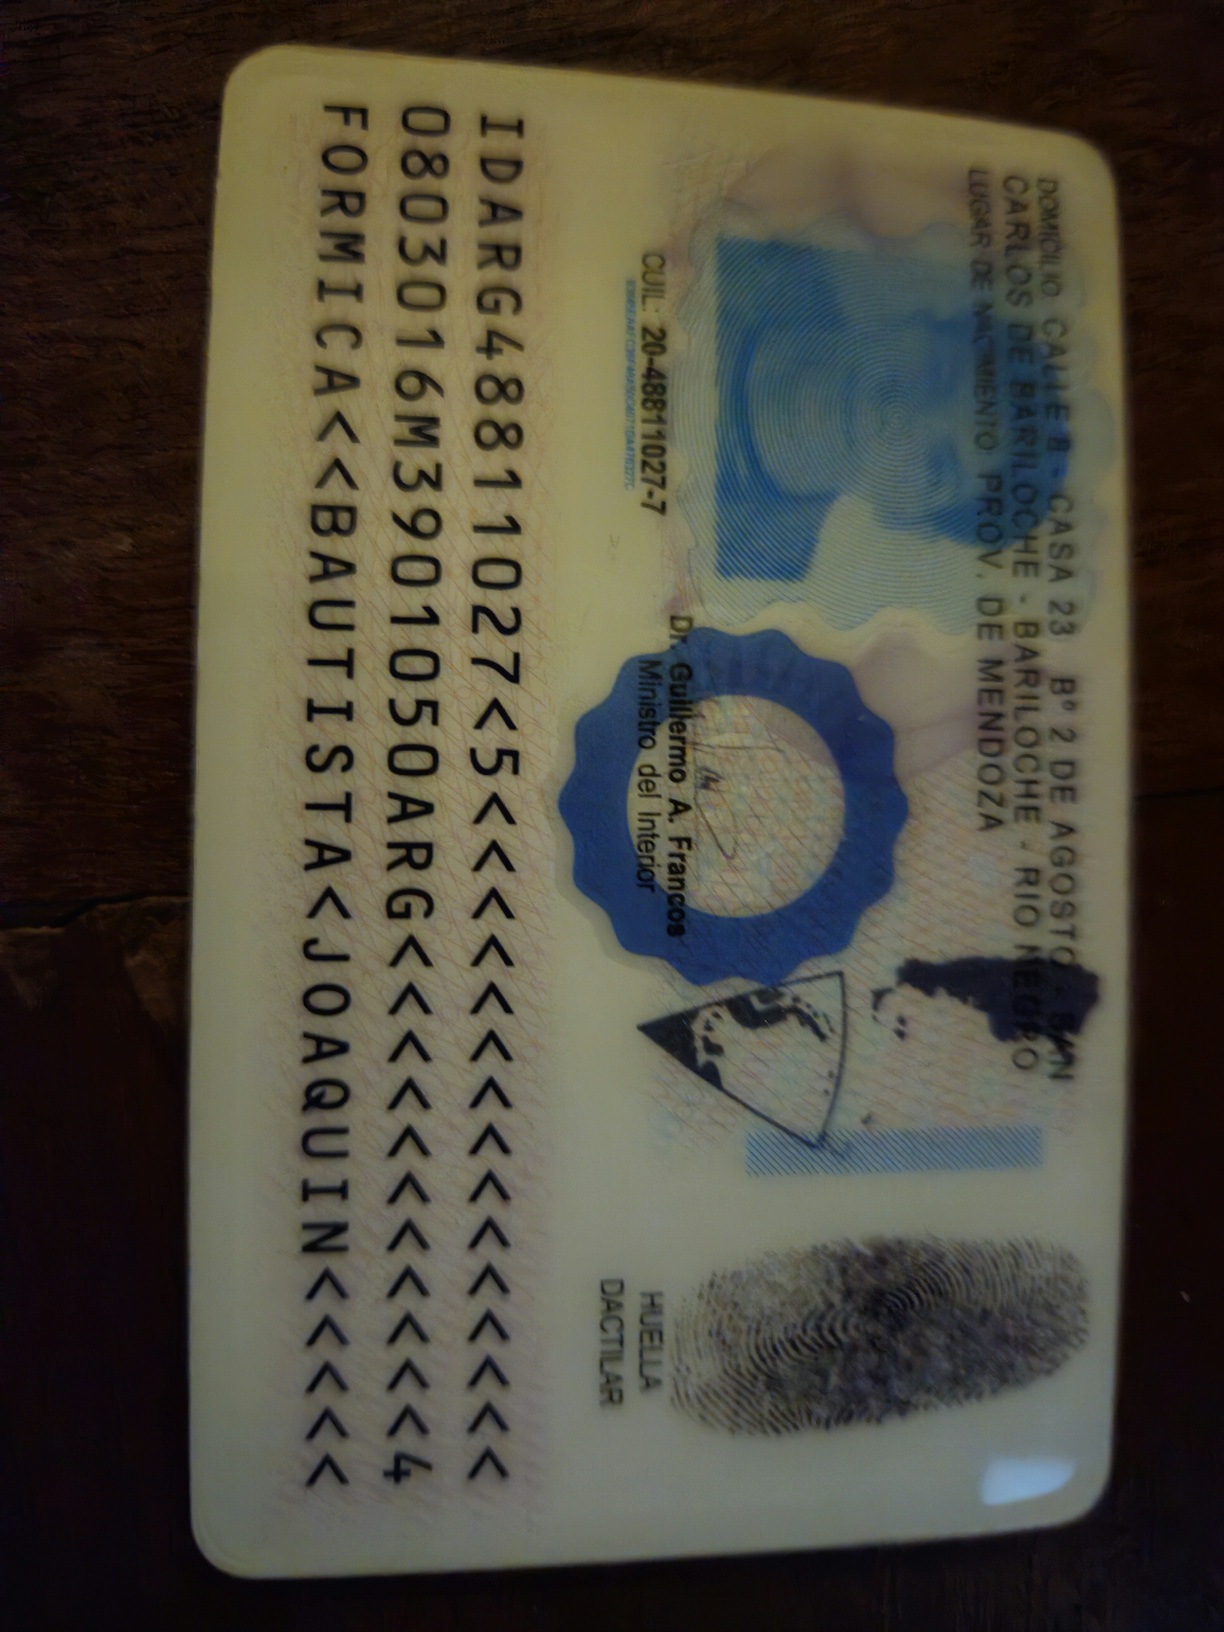 DOMICILIO: CALLE 8 - CASA 23 Bº 2 DE AGOSTO - SAN
CARLOS DE BARILOCHE - BARILOCHE - RIO NEGRO
LUGAR DE NACIMIENTO: PROV. DE MENDOZA
CUIL: 20-48811027-7
Dr. Guillermo A. Francos
Ministro del Interior
HUELLA
DACTILAR
IDARG48811027<5<<<<<<<<<<<<<<<
0803016M3901050ARG<<<<<<<<<<<4
FORMICA<<BAUTISTA<JOAQUIN<<<<<